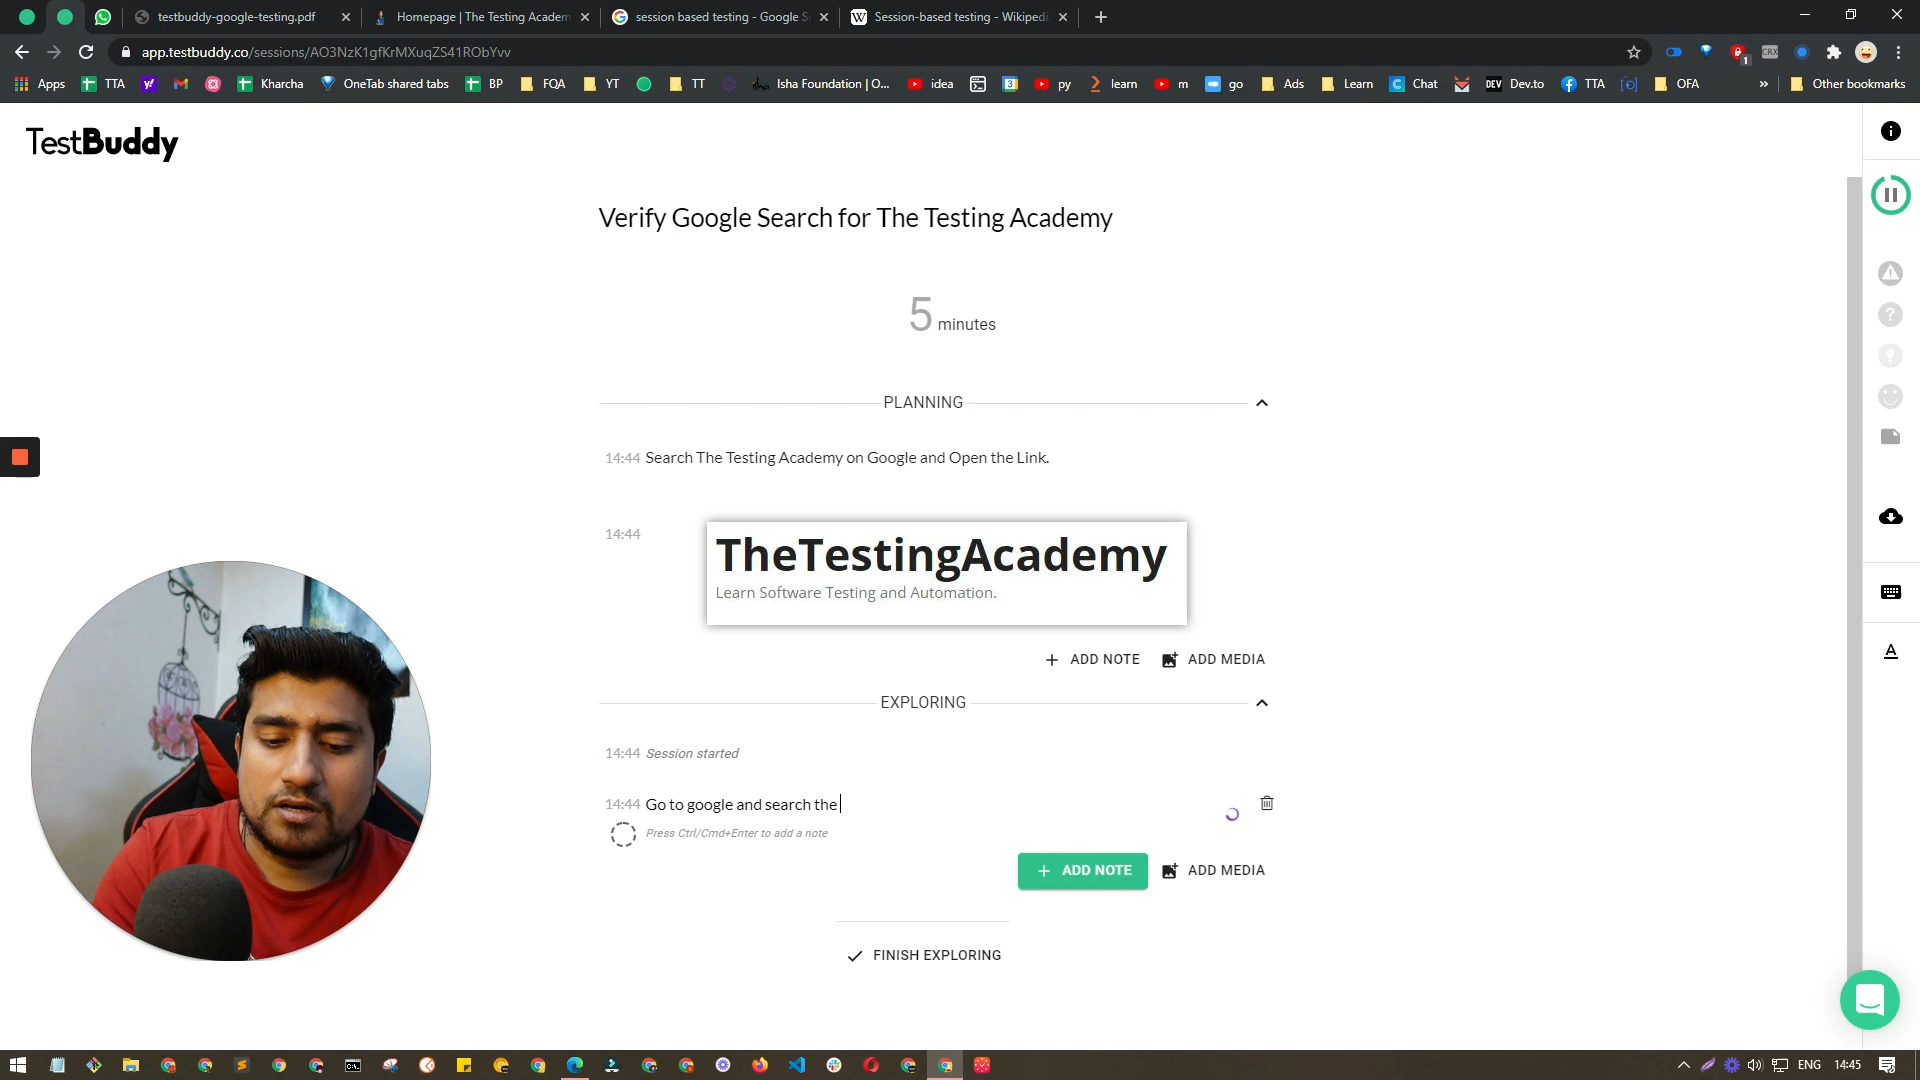 testbuddy-google-testing.pdf
Homepage | The Testing Academ
session based testing - Google S
Session-based testing - Wikipedi
app.testbuddy.co/sessions/AO3NzK1gfKrMXuqZS41RObYvv
CRX
1
Apps
TTA
Kharcha
OneTab shared tabs
BP
FQA
YT
TT
Isha Foundation | O...
idea
py
learn
m
go
Ads
Learn
Chat
DEV
Dev.to
TTA
OFA
»
Other bookmarks
TestBuddy
Verify Google Search for The Testing Academy
5 minutes
PLANNING
14:44 Search The Testing Academy on Google and Open the Link.
14:44
TheTestingAcademy
Learn Software Testing and Automation.
+ ADD NOTE
ADD MEDIA
EXPLORING
14:44 Session started
14:44 Go to google and search the
Press Ctrl/Cmd+Enter to add a note
+ ADD NOTE
ADD MEDIA
FINISH EXPLORING
A
ENG
14:45